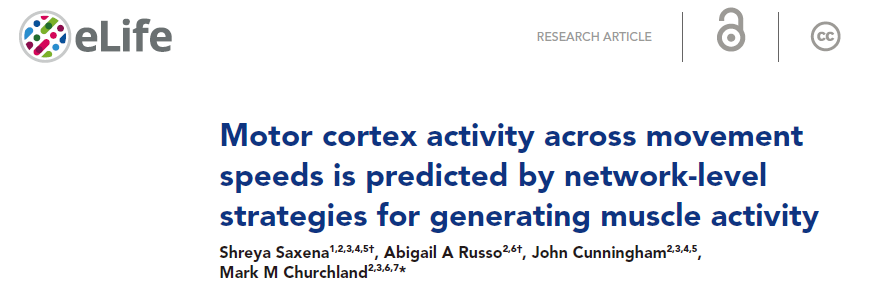 eLife
RESEARCH ARTICLE
cc
Motor cortex activity across movement
speeds is predicted by network-level
strategies for generating muscle activity
Shreya Saxena1,2,3,4,5†, Abigail A Russo2,6†, John Cunningham2,3,4,5,
Mark M Churchland2,3,6,7*